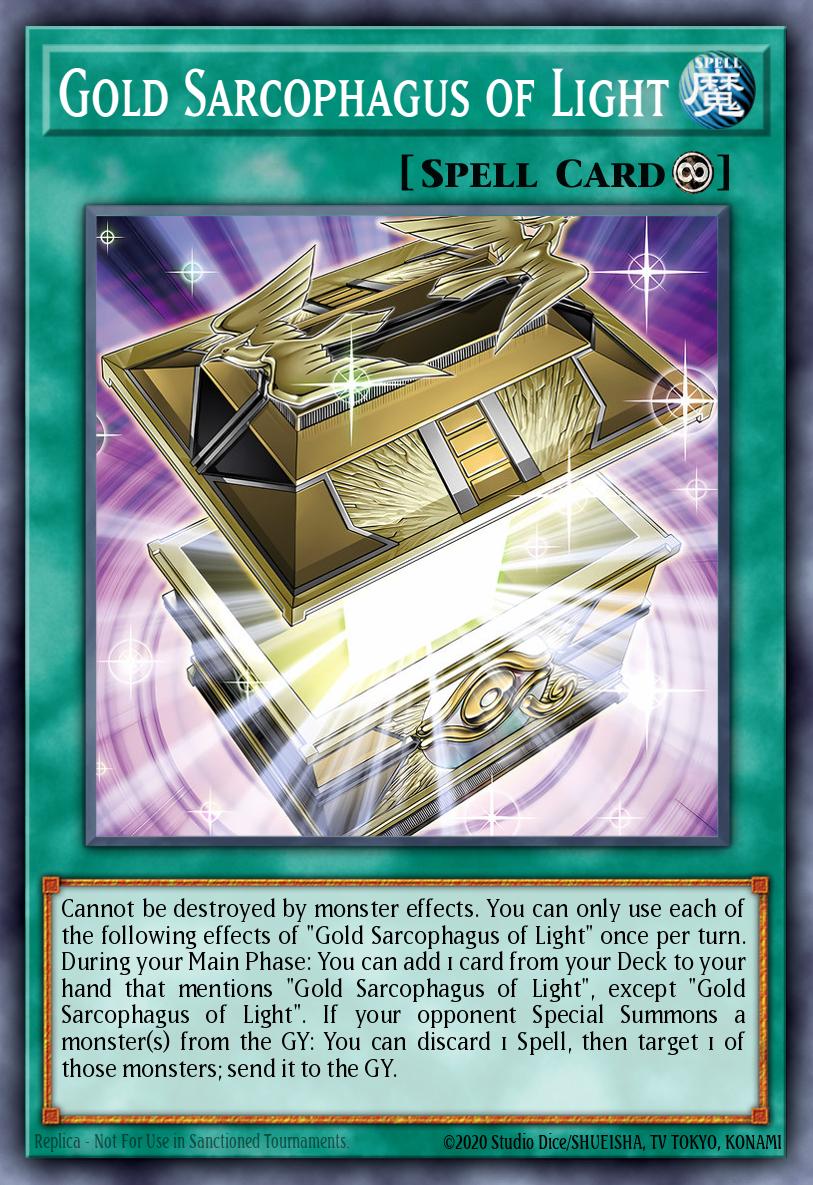 GOLD SARCOPHAGUS OF LIGHT
SPELL
魔
[SPELL CARD∞]
Cannot be destroyed by monster effects. You can only use each of
the following effects of "Gold Sarcophagus of Light" once per turn.
During your Main Phase: You can add 1 card from your Deck to your
hand that mentions "Gold Sarcophagus of Light", except "Gold
Sarcophagus of Light". If your opponent Special Summons a
monster(s) from the GY: You can discard 1 Spell, then target 1 of
those monsters; send it to the GY.
Replica - Not For Use in Sanctioned Tournaments.
©2020 Studio Dice/SHUEISHA, TV TOKYO, KONAMI